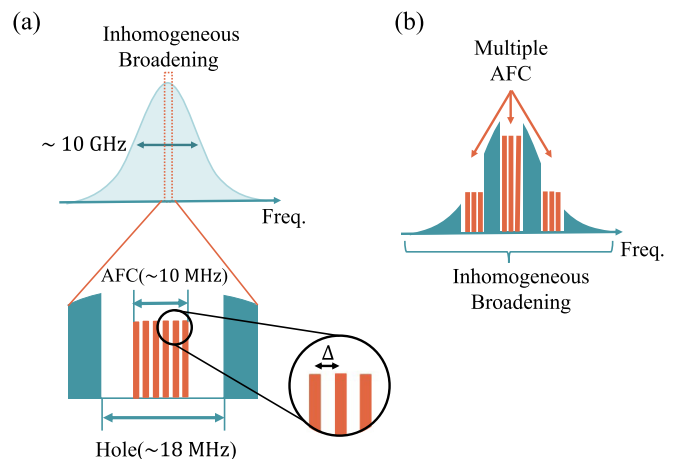 (a)
Inhomogeneous
Broadening
~ 10 GHz
Freq.
AFC(~10 MHz)
Δ
Hole(~18 MHz)
(b)
Multiple
AFC
Freq.
Inhomogeneous
Broadening